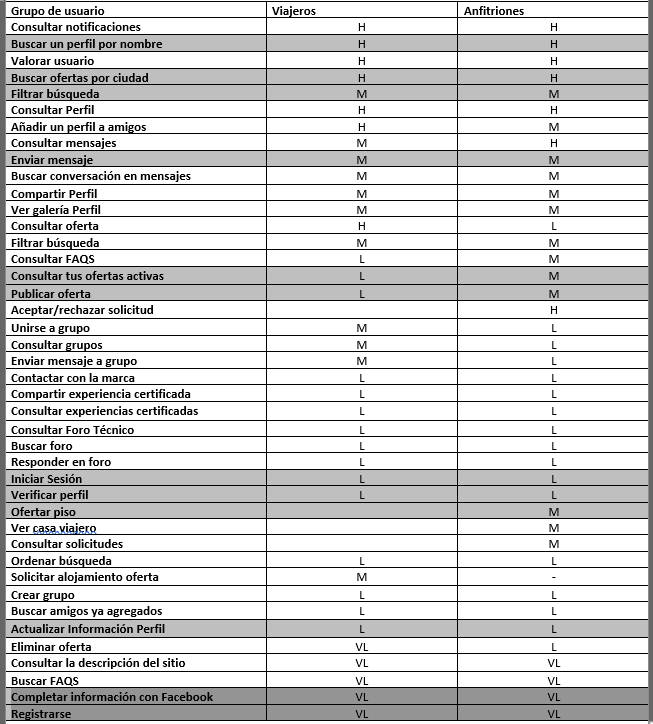 Grupo de usuario Viajeros Anfitriones
Consultar notificaciones H H
Buscar un perfil por nombre H H
Valorar usuario H H
Buscar ofertas por ciudad H H
Filtrar búsqueda M M
Consultar Perfil H H
Añadir un perfil a amigos H M
Consultar mensajes M H
Enviar mensaje M M
Buscar conversación en mensajes M M
Compartir Perfil M M
Ver galería Perfil M M
Consultar oferta H L
Filtrar búsqueda M M
Consultar FAQS L M
Consultar tus ofertas activas L M
Publicar oferta L M
Aceptar/rechazar solicitud H
Unirse a grupo M L
Consultar grupos M L
Enviar mensaje a grupo M L
Contactar con la marca L L
Compartir experiencia certificada L L
Consultar experiencias certificadas L L
Consultar Foro Técnico L L
Buscar foro L L
Responder en foro L L
Iniciar Sesión L L
Verificar perfil L L
Ofertar piso M
Ver casa viajero M
Consultar solicitudes M
Ordenar búsqueda L L
Solicitar alojamiento oferta M -
Crear grupo L L
Buscar amigos ya agregados L L
Actualizar Información Perfil L L
Eliminar oferta VL L
Consultar la descripción del sitio VL VL
Buscar FAQS VL VL
Completar información con Facebook VL VL
Registrarse VL VL